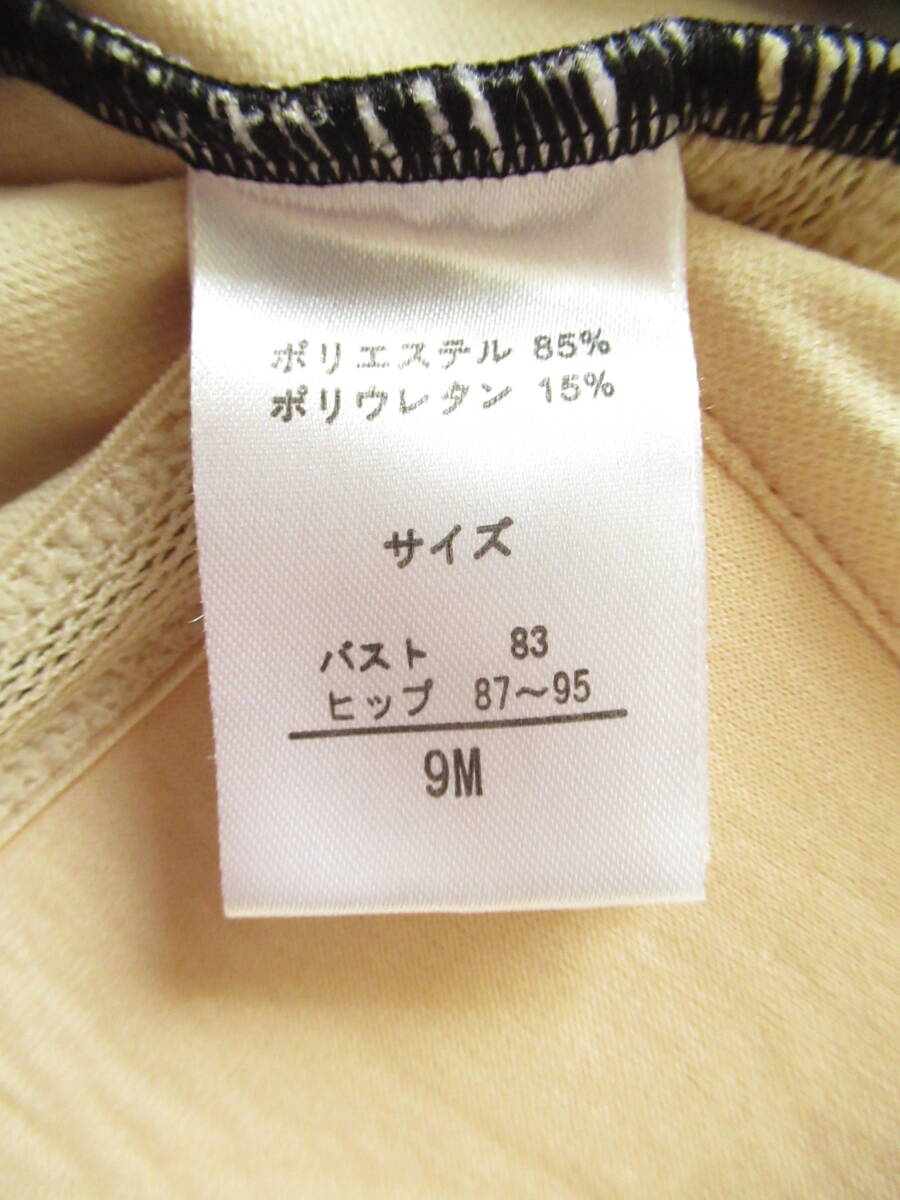 ポリエステル 85%
ポリウレタン 15%
サイズ
バスト 83
ヒップ 87～95
9M